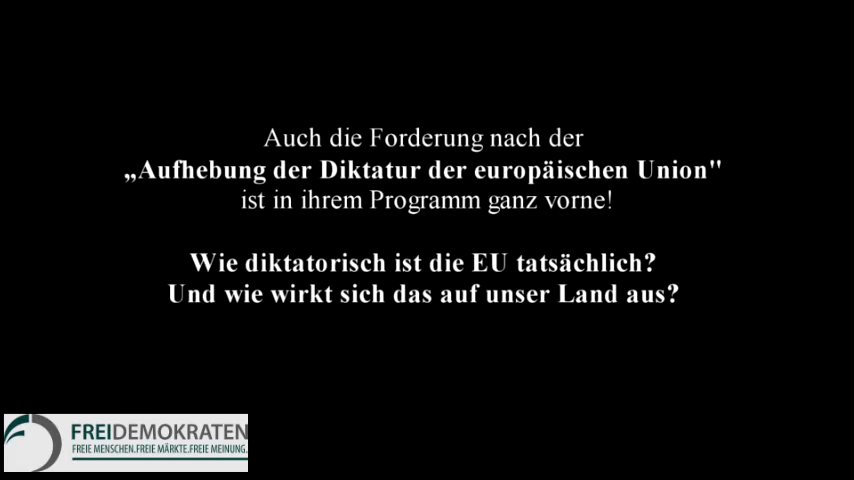 Auch die Forderung nach der
„Aufhebung der Diktatur der europäischen Union"
ist in ihrem Programm ganz vorne!
Wie diktatorisch ist die EU tatsächlich?
Und wie wirkt sich das auf unser Land aus?
FREIDEMOKRATEN
FREIE MENSCHEN.FREIE MÄRKTE.FREIE MEINUNG.